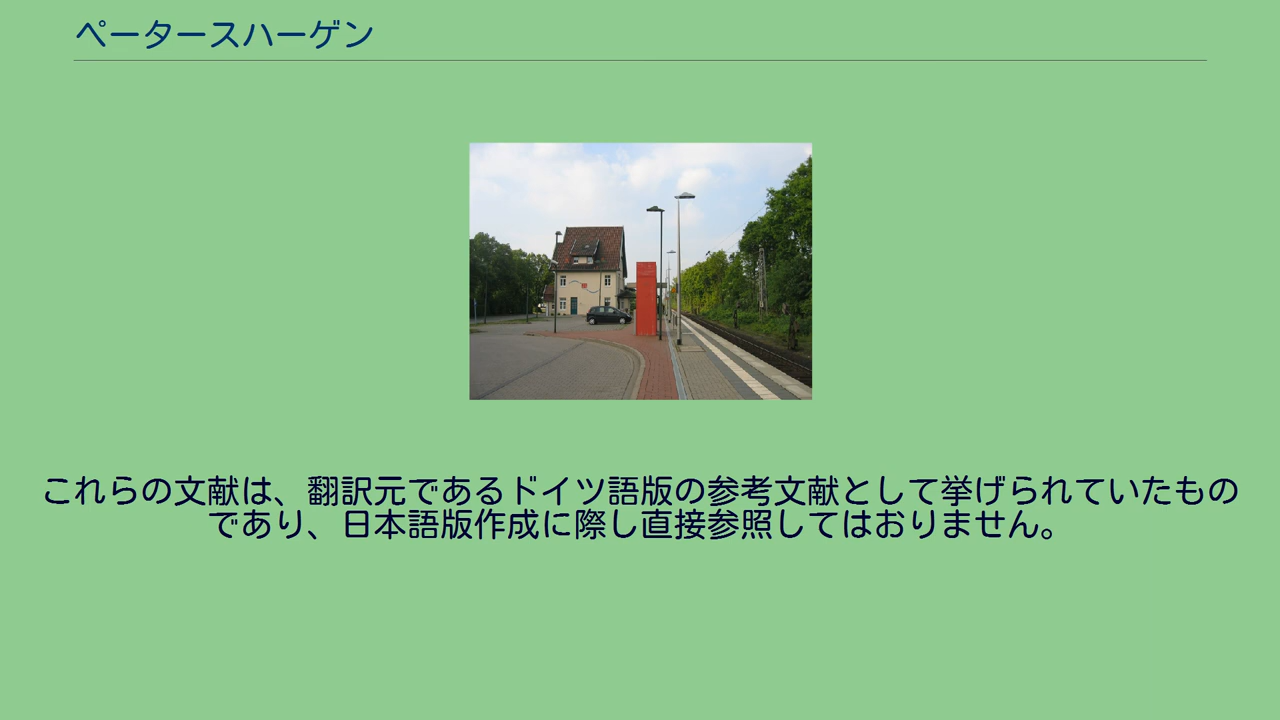 ペータースハーゲン
これらの文献は、翻訳元であるドイツ語版の参考文献として挙げられていたもの
であり、日本語版作成に際し直接参照してはおりません。